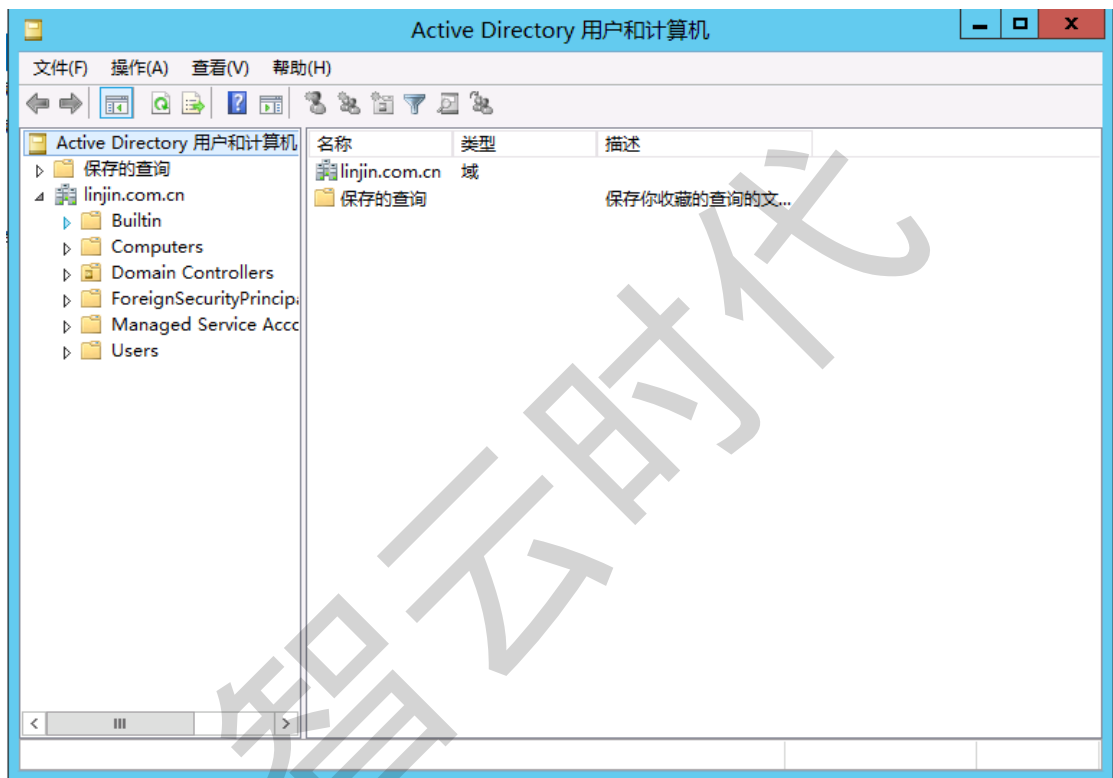 Active Directory 用户和计算机
文件(F) 操作(A) 查看(V) 帮助(H)
Active Directory 用户和计算机
保存的查询
linjin.com.cn
Builtin
Computers
Domain Controllers
ForeignSecurityPrincipa
Managed Service Acco
Users
名称 类型 描述
linjin.com.cn 域
保存的查询 保存你收藏的查询的文...
智云时代